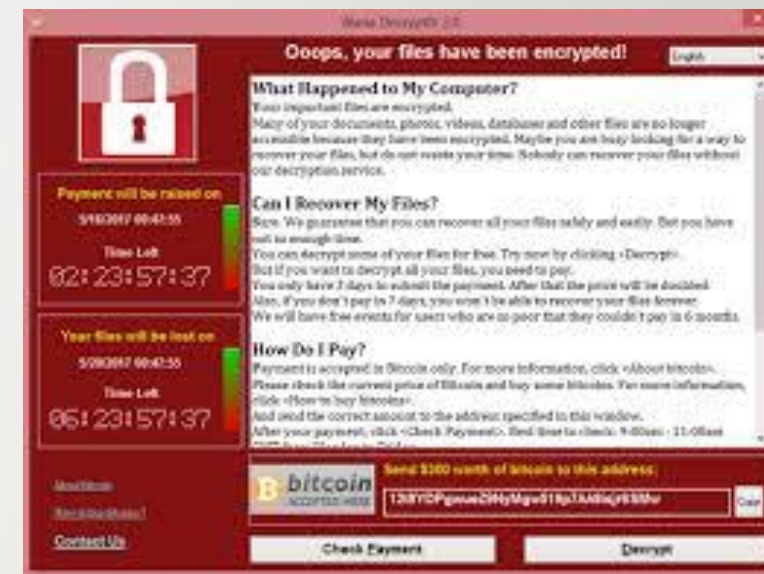 Wana Decrypt0r 2.0
Ooops, your files have been encrypted!
English
What Happened to My Computer?
Your important files are encrypted.
Many of your documents, photos, videos, databases and other files are no longer
accessible because they have been encrypted. Maybe you are busy looking for a way to
recover your files, but do not waste your time. Nobody can recover your files without
our decryption service.
Can I Recover My Files?
Sure. We guarantee that you can recover all your files safely and easily. But you have
not so enough time.
You can decrypt some of your files for free. Try now by clicking <Decrypt>.
But if you want to decrypt all your files, you need to pay.
You only have 3 days to submit the payment. After that the price will be doubled.
Also, if you don't pay in 7 days, you won't be able to recover your files forever.
We will have free events for users who are so poor that they couldn't pay in 6 months.
How Do I Pay?
Payment is accepted in Bitcoin only. For more information, click <About bitcoin>.
Please check the current price of Bitcoin and buy some bitcoins. For more information,
click <How to buy bitcoins>.
And send the correct amount to the address specified in this window.
After your payment, click <Check Payment>. Best time to check: 9:00am - 11:00am
GMT from Monday to Friday.
Payment will be raised on
5/16/2017 00:47:55
Time Left
02:23:57:37
Your files will be lost on
5/20/2017 00:47:55
Time Left
06:23:57:37
About bitcoin
How to buy bitcoins?
Contact Us
bitcoin
ACCEPTED HERE
Send $300 worth of bitcoin to this address:
Copy
Check Payment
Decrypt